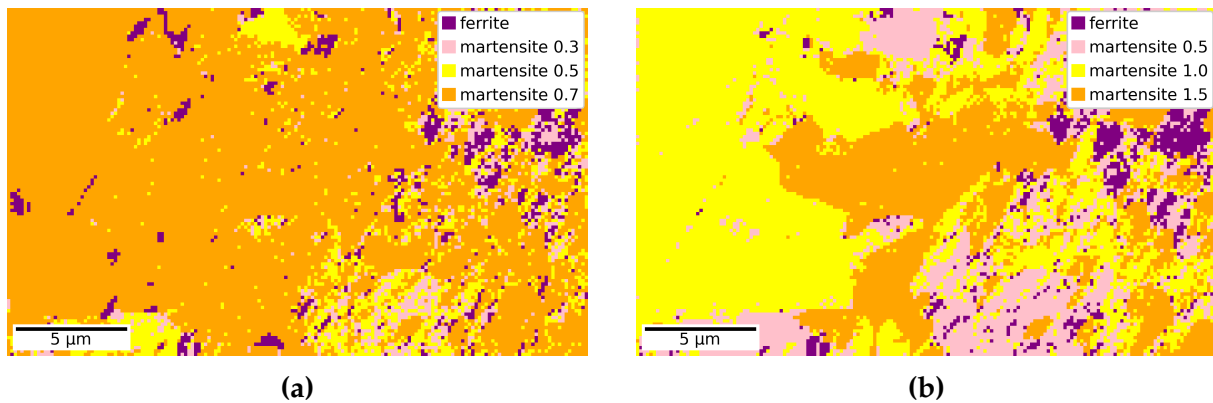 ferrite
martensite 0.3
martensite 0.5
martensite 0.7
5 µm
(a)
ferrite
martensite 0.5
martensite 1.0
martensite 1.5
5 µm
(b)